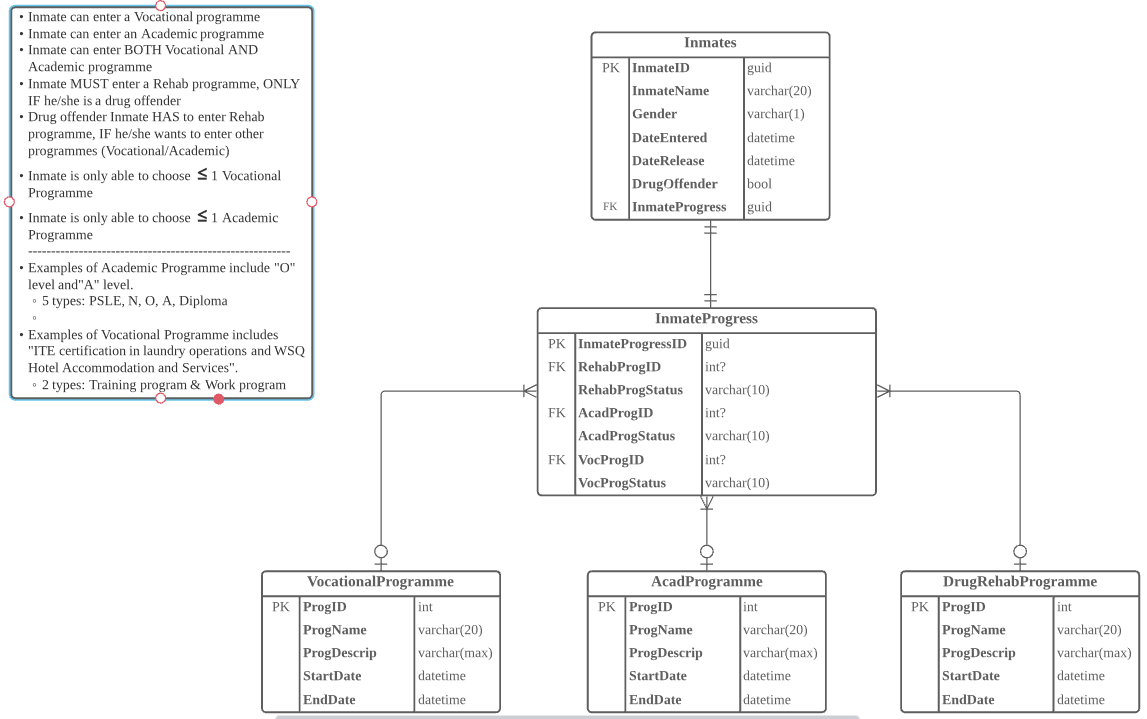 • Inmate can enter a Vocational programme
• Inmate can enter an Academic programme
• Inmate can enter BOTH Vocational AND
Academic programme
• Inmate MUST enter a Rehab programme, ONLY
IF he/she is a drug offender
• Drug offender Inmate HAS to enter Rehab
programme, IF he/she wants to enter other
programmes (Vocational/Academic)
• Inmate is only able to choose ≤ 1 Vocational
Programme
• Inmate is only able to choose ≤ 1 Academic
Programme
---------------------------------------------------------
• Examples of Academic Programme include "O"
level and"A" level.
◦ 5 types: PSLE, N, O, A, Diploma
◦
• Examples of Vocational Programme includes
"ITE certification in laundry operations and WSQ
Hotel Accommodation and Services".
◦ 2 types: Training program & Work program
Inmates
PK InmateID guid
InmateName varchar(20)
Gender varchar(1)
DateEntered datetime
DateRelease datetime
DrugOffender bool
FK InmateProgress guid
InmateProgress
PK InmateProgressID guid
FK RehabProgID int?
RehabProgStatus varchar(10)
FK AcadProgID int?
AcadProgStatus varchar(10)
FK VocProgID int?
VocProgStatus varchar(10)
VocationalProgramme
PK ProgID int
ProgName varchar(20)
ProgDescrip varchar(max)
StartDate datetime
EndDate datetime
AcadProgramme
PK ProgID int
ProgName varchar(20)
ProgDescrip varchar(max)
StartDate datetime
EndDate datetime
DrugRehabProgramme
PK ProgID int
ProgName varchar(20)
ProgDescrip varchar(max)
StartDate datetime
EndDate datetime